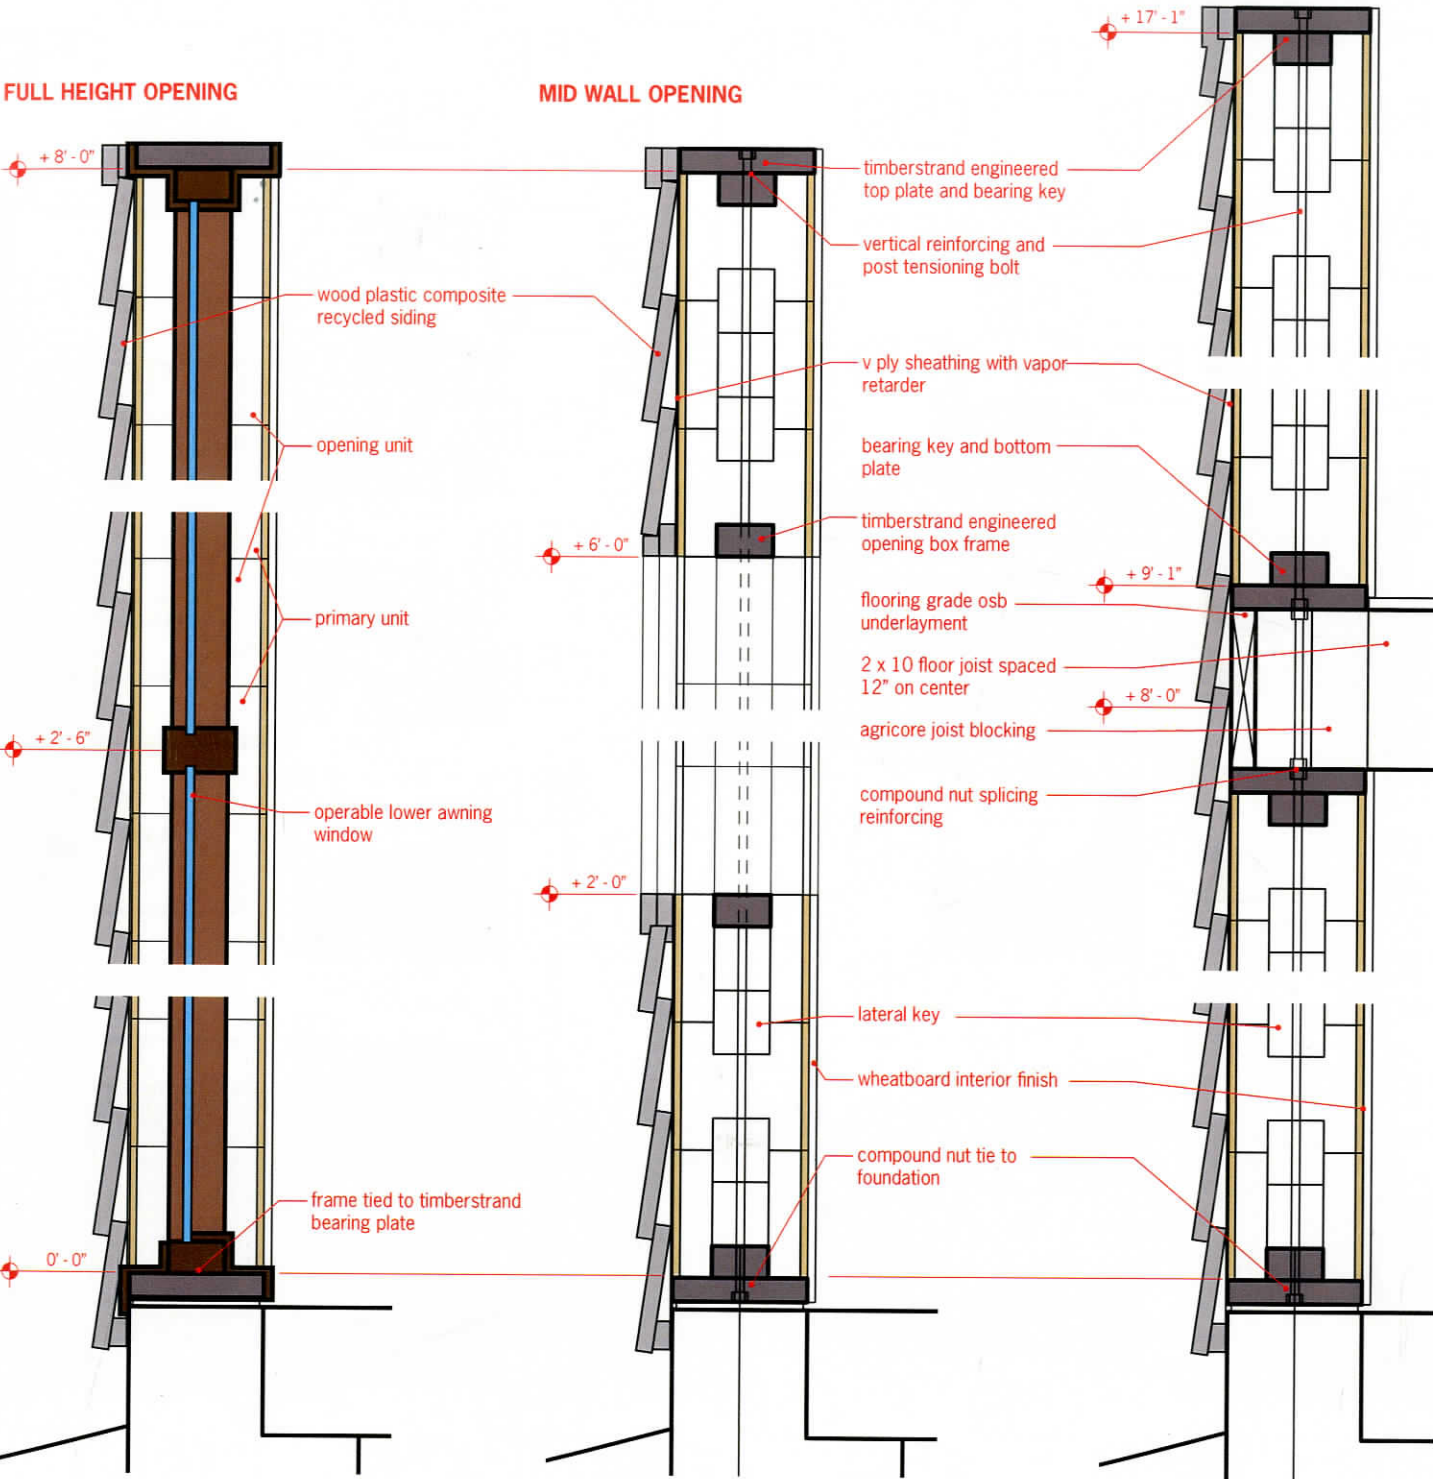 FULL HEIGHT OPENING
+ 8' - 0"
wood plastic composite
recycled siding
opening unit
primary unit
+ 2' - 6"
operable lower awning
window
frame tied to timberstrand
bearing plate
0' - 0"
MID WALL OPENING
+ 6' - 0"
+ 2' - 0"
+ 17' - 1"
timberstrand engineered
top plate and bearing key
vertical reinforcing and
post tensioning bolt
v ply sheathing with vapor
retarder
bearing key and bottom
plate
timberstrand engineered
opening box frame
+ 9' - 1"
flooring grade osb
underlayment
2 x 10 floor joist spaced
12" on center
+ 8' - 0"
agricore joist blocking
compound nut splicing
reinforcing
lateral key
wheatboard interior finish
compound nut tie to
foundation